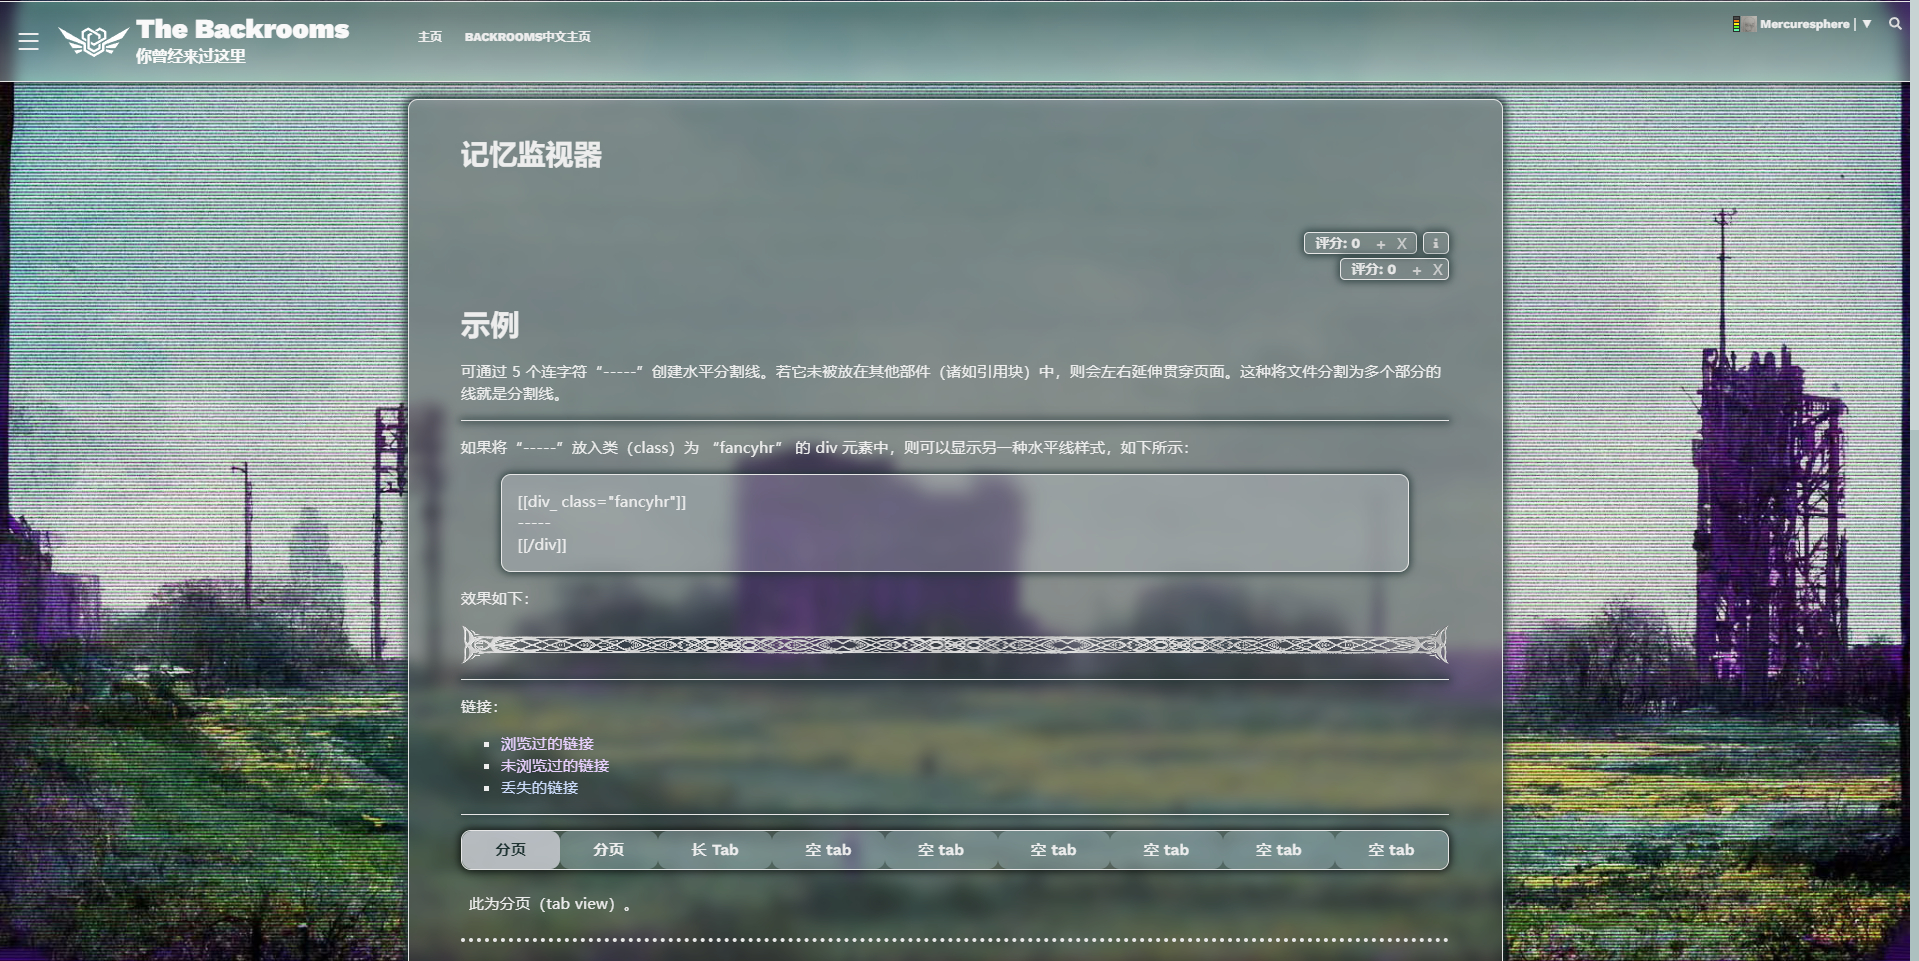 The Backrooms
你曾经来过这里
主页
BACKROOMS中文主页
Mercuresphere | ▼
记忆监视器
评分: 0 + X i
评分: 0 + X
示例
可通过 5 个连字符“-----”创建水平分割线。若它未被放在其他部件（诸如引用块）中，则会左右延伸贯穿页面。这种将文件分割为多个部分的
线就是分割线。
如果将“-----”放入类（class）为 “fancyhr” 的 div 元素中，则可以显示另一种水平线样式，如下所示：
[[div_ class="fancyhr"]]
-----
[[/div]]
效果如下：
链接：
浏览过的链接
未浏览过的链接
丢失的链接
分页
分页
长 Tab
空 tab
空 tab
空 tab
空 tab
空 tab
空 tab
此为分页（tab view）。